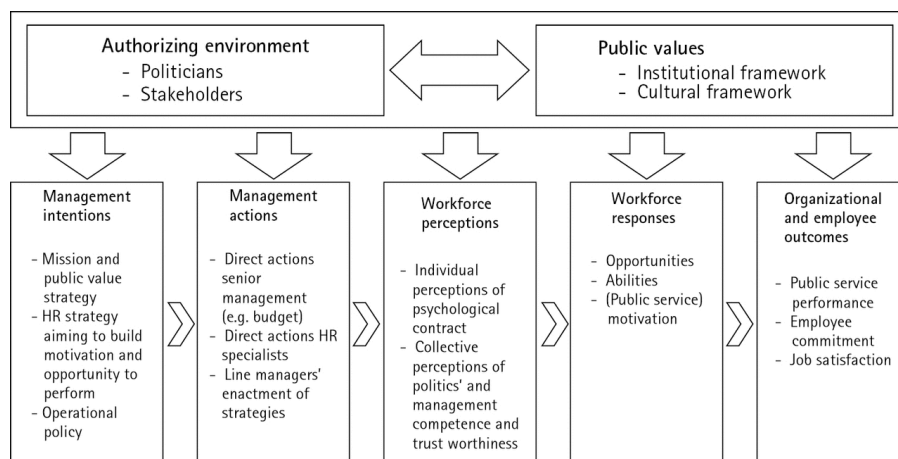 Authorizing environment
- Politicians
- Stakeholders
Public values
- Institutional framework
- Cultural framework
Management
intentions
- Mission and
public value
strategy
- HR strategy
aiming to build
motivation and
opportunity to
perform
- Operational
policy
Management
actions
- Direct actions
senior
management
(e.g. budget)
- Direct actions HR
specialists
- Line managers'
enactment of
strategies
Workforce
perceptions
- Individual
perceptions of
psychological
contract
- Collective
perceptions of
politics' and
management
competence and
trust worthiness
Workforce
responses
- Opportunities
- Abilities
- (Public service)
motivation
Organizational
and employee
outcomes
- Public service
performance
- Employee
commitment
- Job satisfaction